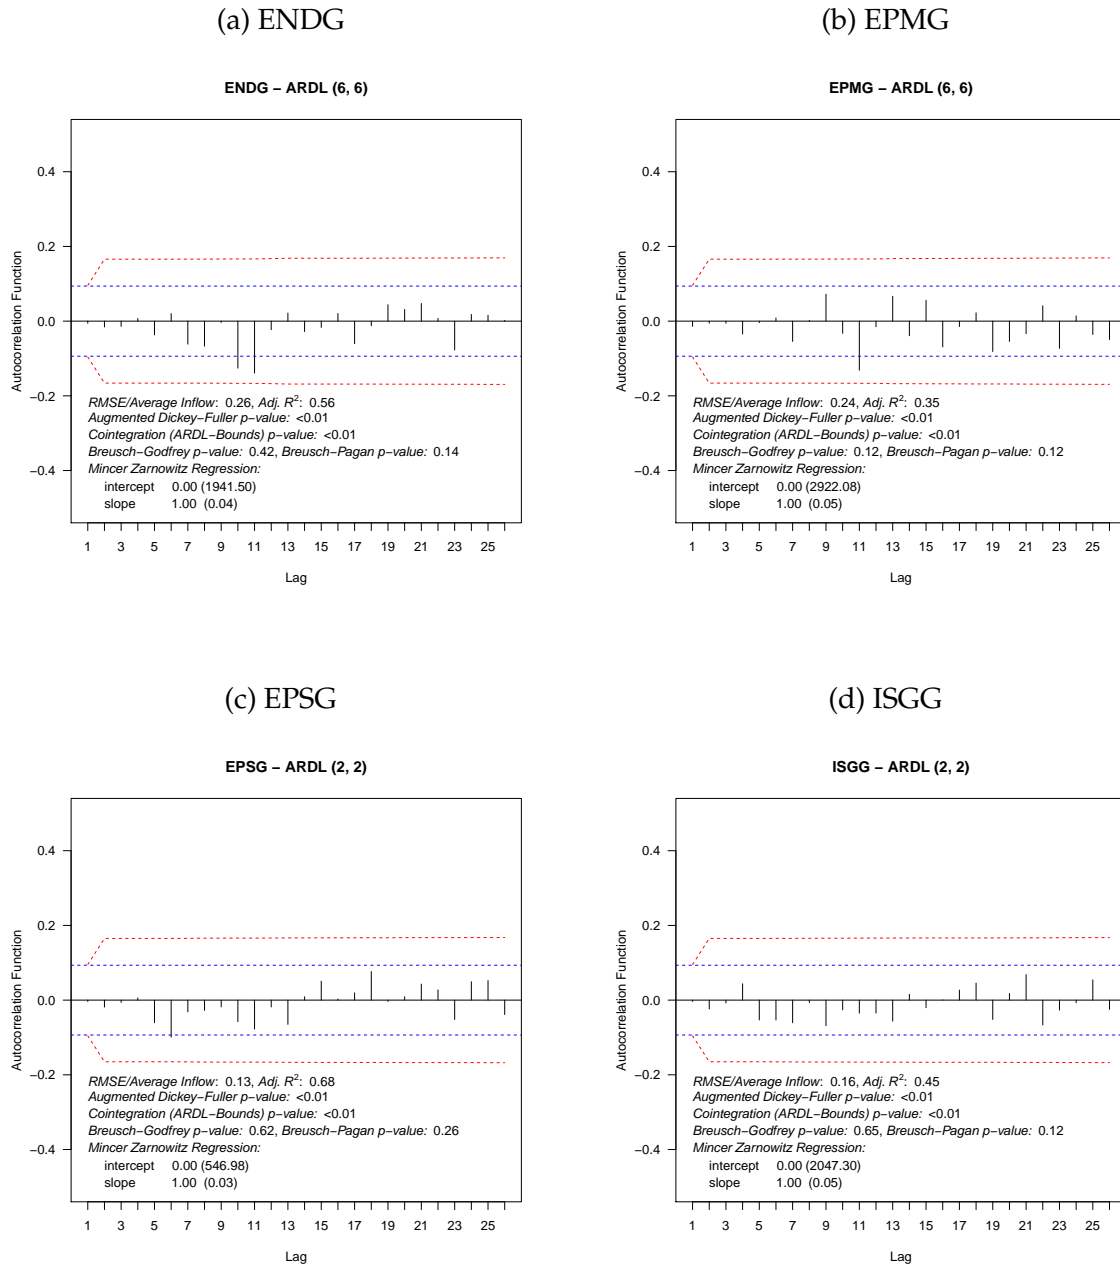 (a) ENDG
ENDG − ARDL (6, 6)
Autocorrelation Function
0.4
0.2
0.0
−0.2
−0.4
RMSE/Average Inflow: 0.26, Adj. R²: 0.56
Augmented Dickey−Fuller p−value: <0.01
Cointegration (ARDL−Bounds) p−value: <0.01
Breusch−Godfrey p−value: 0.42, Breusch−Pagan p−value: 0.14
Mincer Zarnowitz Regression:
intercept 0.00 (1941.50)
slope 1.00 (0.04)
1 3 5 7 9 11 13 15 17 19 21 23 25
Lag
(b) EPMG
EPMG − ARDL (6, 6)
Autocorrelation Function
0.4
0.2
0.0
−0.2
−0.4
RMSE/Average Inflow: 0.24, Adj. R²: 0.35
Augmented Dickey−Fuller p−value: <0.01
Cointegration (ARDL−Bounds) p−value: <0.01
Breusch−Godfrey p−value: 0.12, Breusch−Pagan p−value: 0.12
Mincer Zarnowitz Regression:
intercept 0.00 (2922.08)
slope 1.00 (0.05)
1 3 5 7 9 11 13 15 17 19 21 23 25
Lag
(c) EPSG
EPSG − ARDL (2, 2)
Autocorrelation Function
0.4
0.2
0.0
−0.2
−0.4
RMSE/Average Inflow: 0.13, Adj. R²: 0.68
Augmented Dickey−Fuller p−value: <0.01
Cointegration (ARDL−Bounds) p−value: <0.01
Breusch−Godfrey p−value: 0.62, Breusch−Pagan p−value: 0.26
Mincer Zarnowitz Regression:
intercept 0.00 (546.98)
slope 1.00 (0.03)
1 3 5 7 9 11 13 15 17 19 21 23 25
Lag
(d) ISGG
ISGG − ARDL (2, 2)
Autocorrelation Function
0.4
0.2
0.0
−0.2
−0.4
RMSE/Average Inflow: 0.16, Adj. R²: 0.45
Augmented Dickey−Fuller p−value: <0.01
Cointegration (ARDL−Bounds) p−value: <0.01
Breusch−Godfrey p−value: 0.65, Breusch−Pagan p−value: 0.12
Mincer Zarnowitz Regression:
intercept 0.00 (2047.30)
slope 1.00 (0.05)
1 3 5 7 9 11 13 15 17 19 21 23 25
Lag